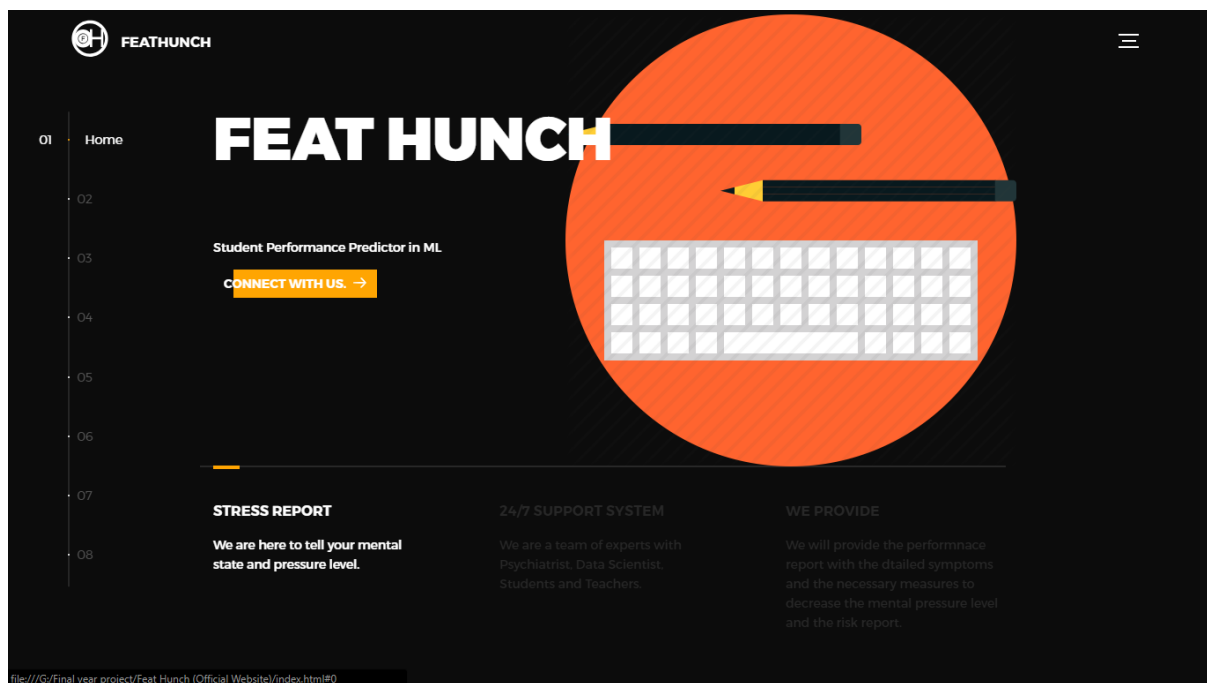 FEATHUNCH
01 Home
FEAT HUNCH
02
Student Performance Predictor in ML
03
CONNECT WITH US. →
04
05
06
07
08
STRESS REPORT
We are here to tell your mental
state and pressure level.
24/7 SUPPORT SYSTEM
We are a team of experts with
Psychiatrist, Data Scientist,
Students and Teachers.
WE PROVIDE
We will provide the performnace
report with the dtailed symptoms
and the necessary measures to
decrease the mental pressure level
and the risk report.
file:///G:/Final year project/Feat Hunch (Official Website)/index.html#0